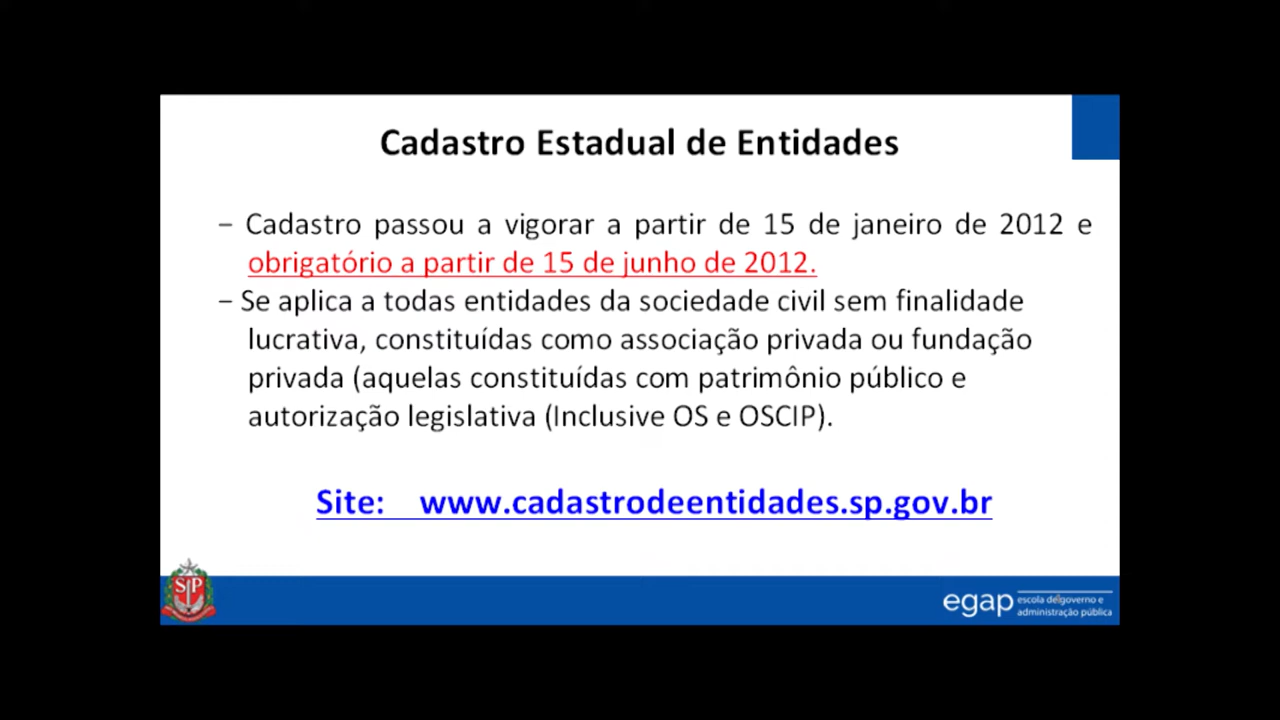 Cadastro Estadual de Entidades
– Cadastro passou a vigorar a partir de 15 de janeiro de 2012 e
obrigatório a partir de 15 de junho de 2012.
– Se aplica a todas entidades da sociedade civil sem finalidade
lucrativa, constituídas como associação privada ou fundação
privada (aquelas constituídas com patrimônio público e
autorização legislativa (Inclusive OS e OSCIP).
Site: www.cadastrodeentidades.sp.gov.br
SP
egap escola de governo e
administração pública